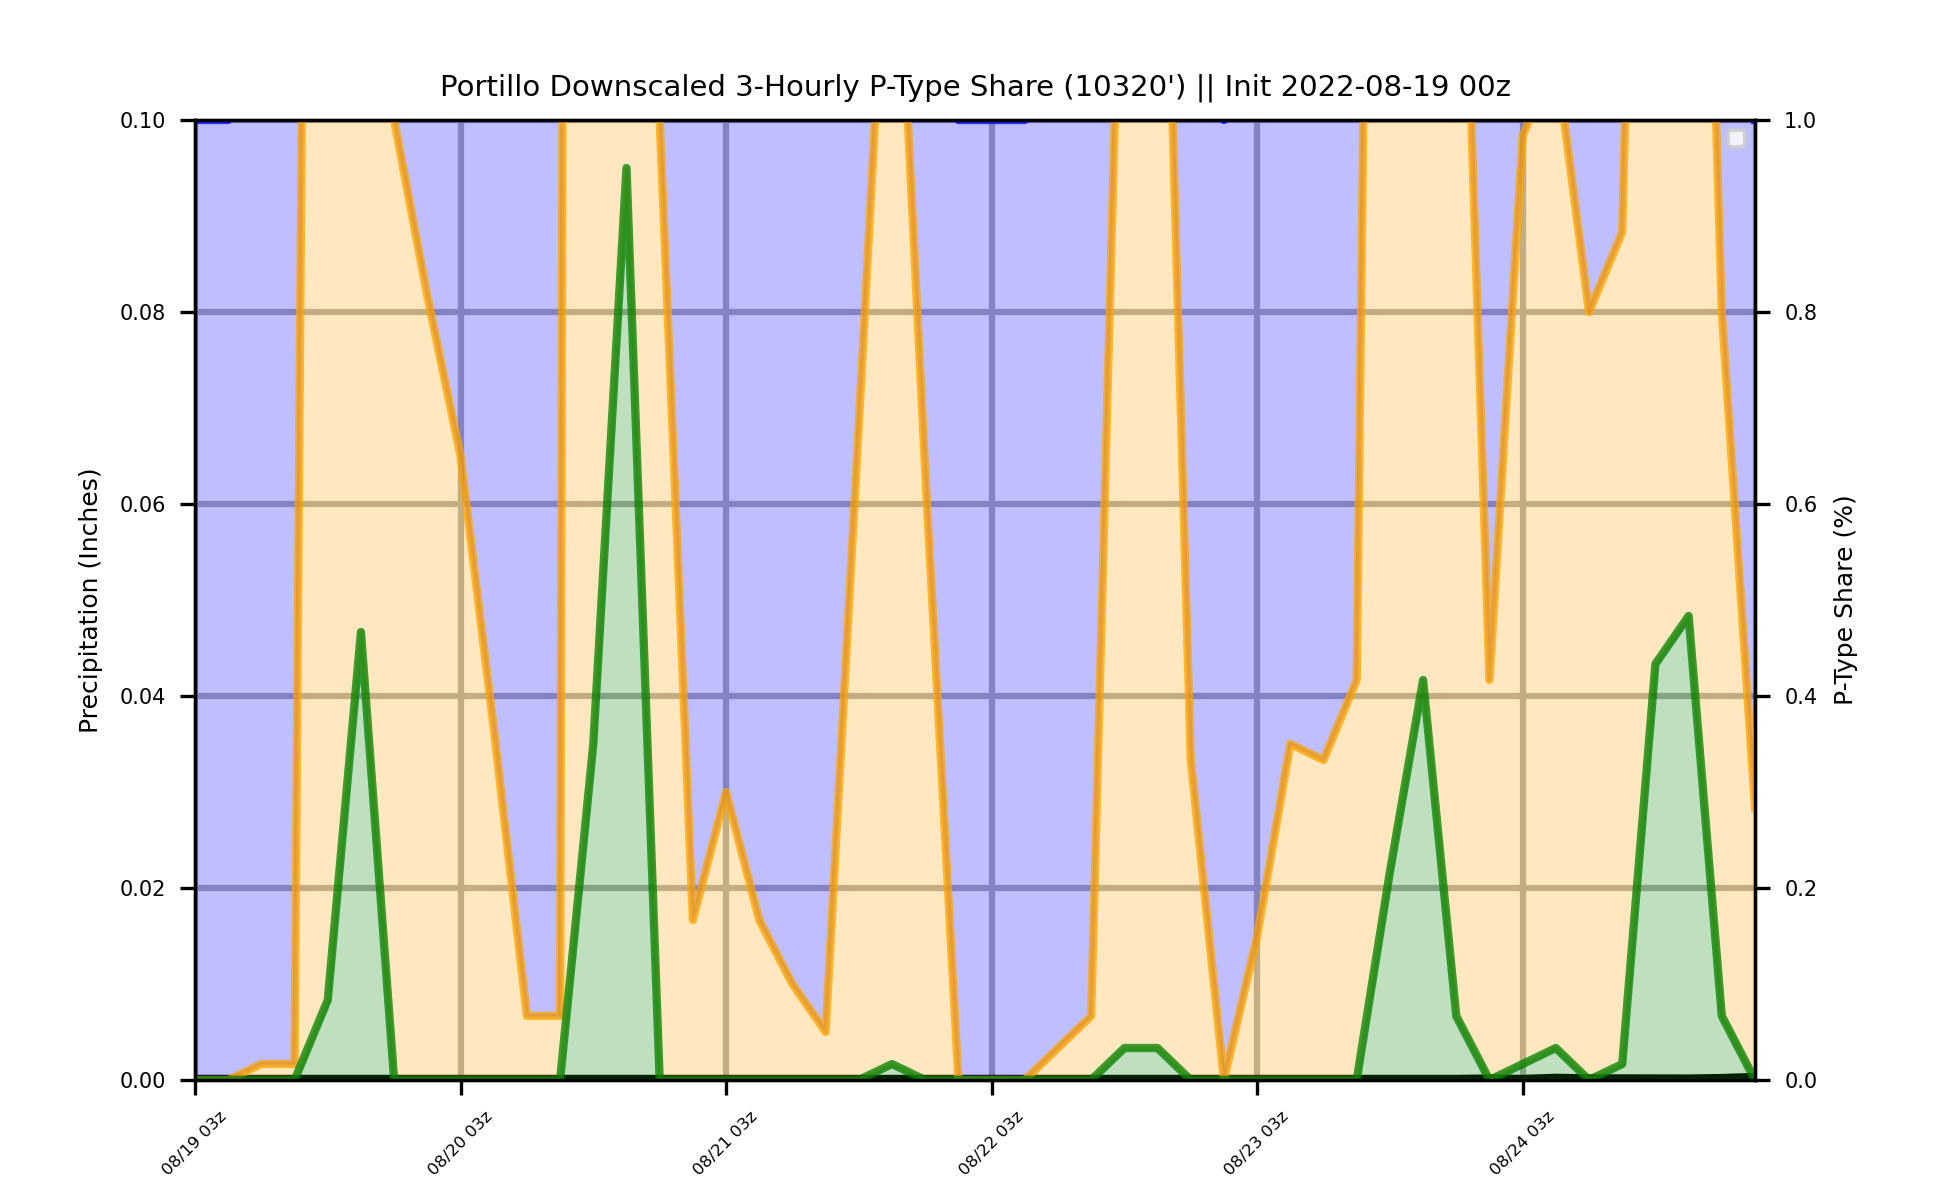 Portillo Downscaled 3-Hourly P-Type Share (10320') || Init 2022-08-19 00z
Precipitation (Inches)
0.10
0.08
0.06
0.04
0.02
0.00
1.0
0.8
0.6
0.4
0.2
0.0
P-Type Share (%)
08/19 03z
08/20 03z
08/21 03z
08/22 03z
08/23 03z
08/24 03z